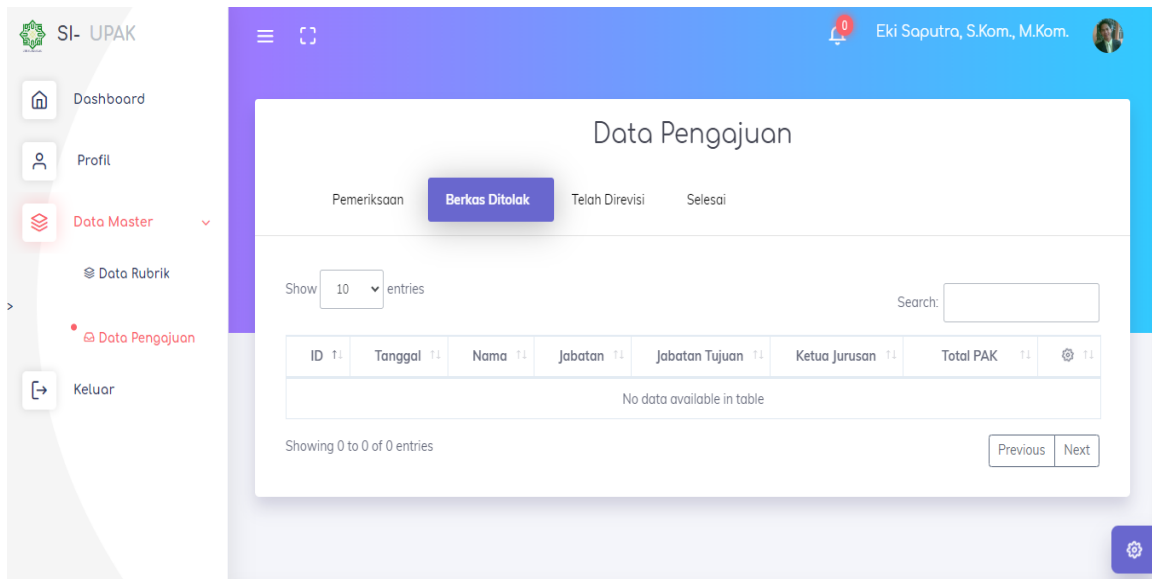 SI- UPAK
0
Eki Saputra, S.Kom., M.Kom.
Dashboard
Profil
Data Master
Data Rubrik
Data Pengajuan
Keluar
Data Pengajuan
Pemeriksaan Berkas Ditolak Telah Direvisi Selesai
Show 10 entries
Search:
ID Tanggal Nama Jabatan Jabatan Tujuan Ketua Jurusan Total PAK
No data available in table
Showing 0 to 0 of 0 entries
Previous Next